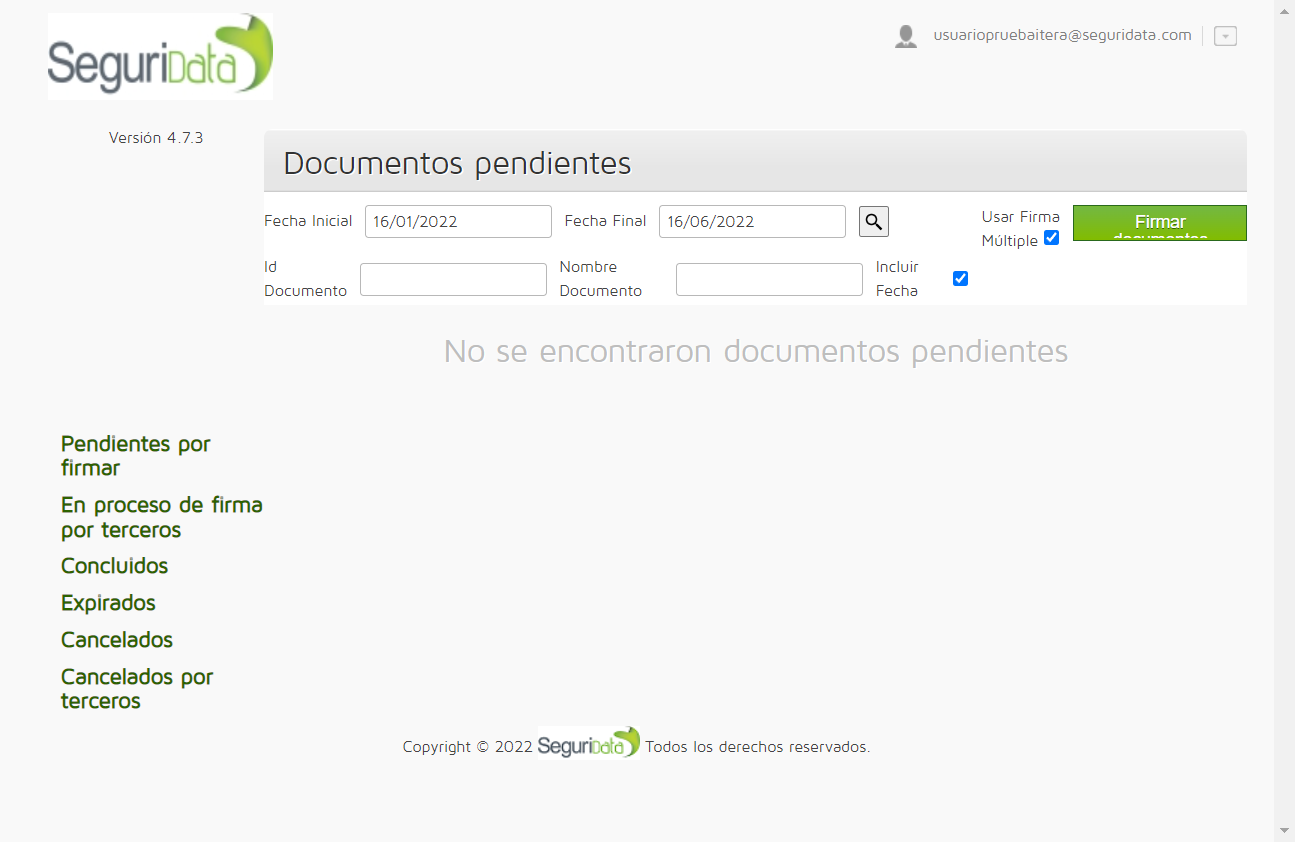 SeguriData
usuariopruebaitera@seguridata.com
Versión 4.7.3
Documentos pendientes
Fecha Inicial 16/01/2022 Fecha Final 16/06/2022 Usar Firma Múltiple Firmar documentos
Id Documento Nombre Documento Incluir Fecha
No se encontraron documentos pendientes
Pendientes por
firmar
En proceso de firma
por terceros
Concluidos
Expirados
Cancelados
Cancelados por
terceros
Copyright © 2022 SeguriData Todos los derechos reservados.